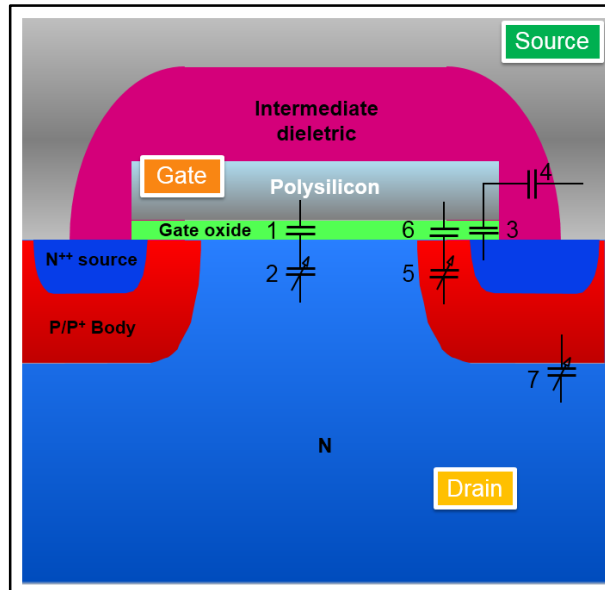 Source
Intermediate
dieletric
4
Gate
Polysilicon
Gate oxide
1
6
3
N++ source
2
5
P/P+ Body
7
N
Drain